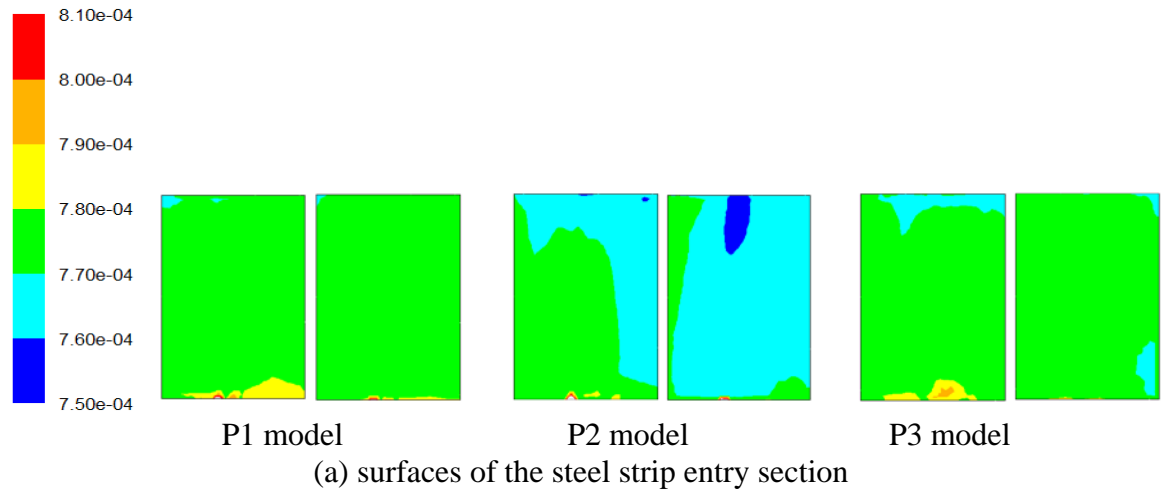 8.10e-04
8.00e-04
7.90e-04
7.80e-04
7.70e-04
7.60e-04
7.50e-04
P1 model P2 model P3 model
(a) surfaces of the steel strip entry section